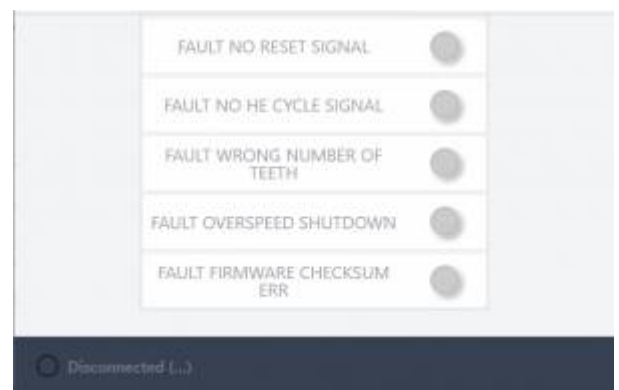 FAULT NO RESET SIGNAL
FAULT NO HE CYCLE SIGNAL
FAULT WRONG NUMBER OF
TEETH
FAULT OVERSPEED SHUTDOWN
FAULT FIRMWARE CHECKSUM
ERR
Disconnected (...)